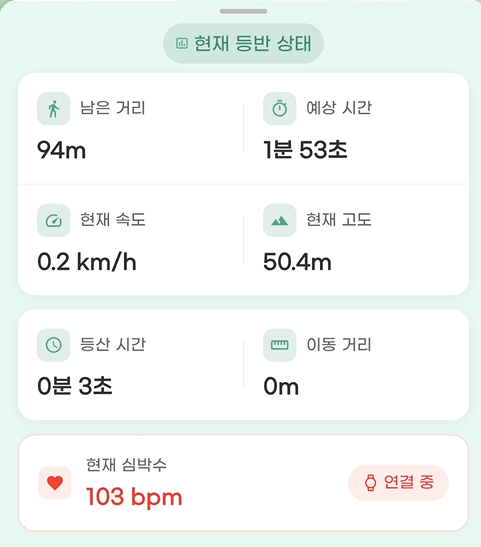 현재 등반 상태
남은 거리
예상 시간
94m
1분 53초
현재 속도
현재 고도
0.2 km/h
50.4m
등산 시간
이동 거리
0분 3초
0m
현재 심박수
103 bpm
연결 중